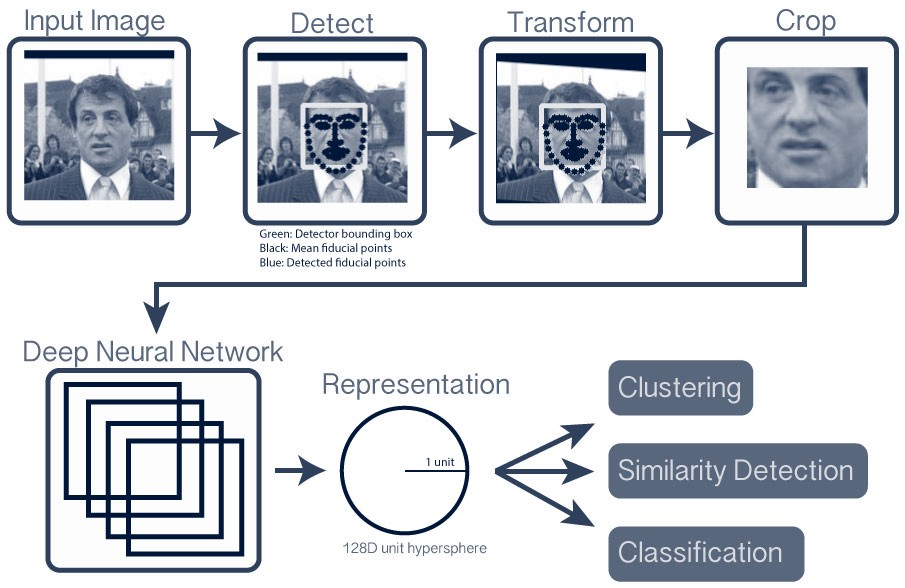 Input Image
Detect
Transform
Crop
Green: Detector bounding box
Black: Mean fiducial points
Blue: Detected fiducial points
Deep Neural Network
Representation
1 unit
128D unit hypersphere
Clustering
Similarity Detection
Classification